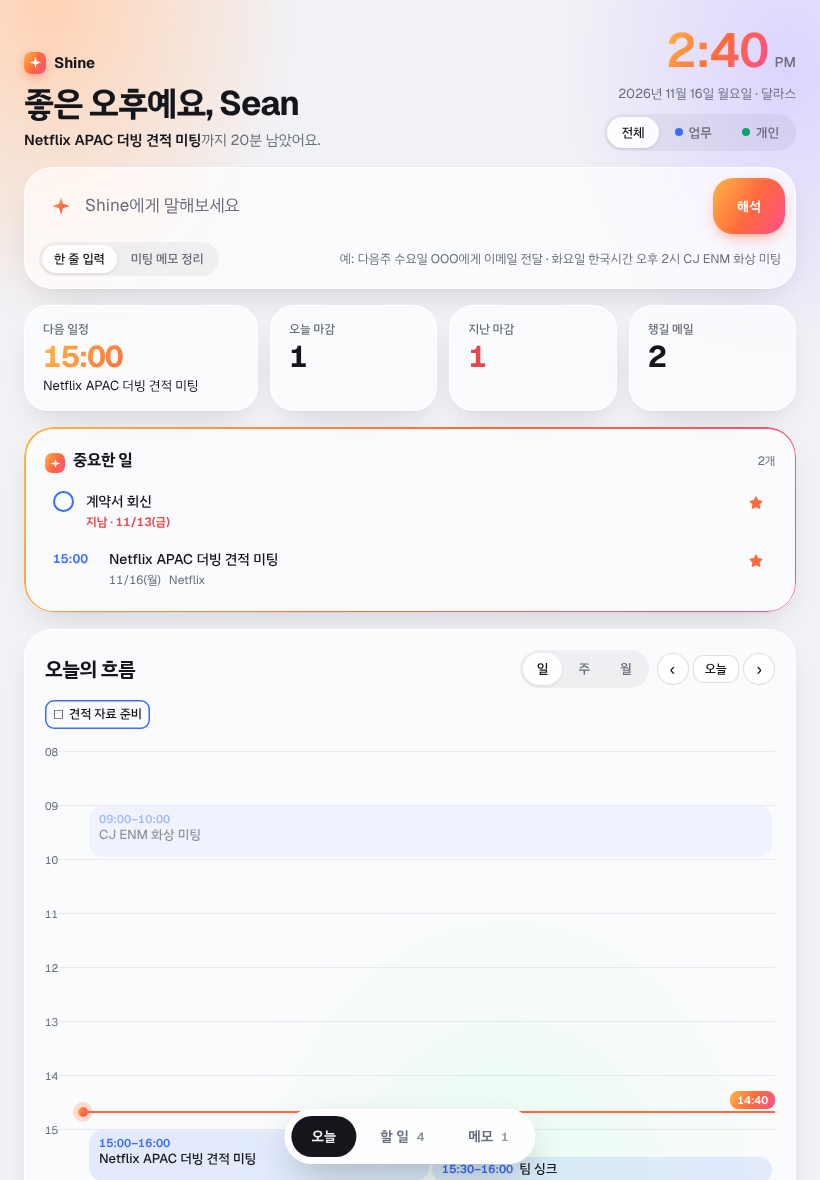 Shine
좋은 오후예요, Sean
Netflix APAC 더빙 견적 미팅까지 20분 남았어요.
2:40 PM
2026년 11월 16일 월요일 · 달라스
전체 업무 개인
Shine에게 말해보세요
해석
한 줄 입력 미팅 메모 정리
예: 다음주 수요일 OOO에게 이메일 전달 · 화요일 한국시간 오후 2시 CJ ENM 화상 미팅
다음 일정
15:00
Netflix APAC 더빙 견적 미팅
오늘 마감
1
지난 마감
1
챙길 메일
2
중요한 일
2개
계약서 회신
지남 · 11/13(금)
15:00 Netflix APAC 더빙 견적 미팅
11/16(월) Netflix
오늘의 흐름
일 주 월
‹ 오늘 ›
☐ 견적 자료 준비
08
09
09:00–10:00
CJ ENM 화상 미팅
10
11
12
13
14
14:40
15
15:00–16:00
Netflix APAC 더빙 견적 미팅
15:30–16:00 팀 싱크
오늘 할 일 4 메모 1